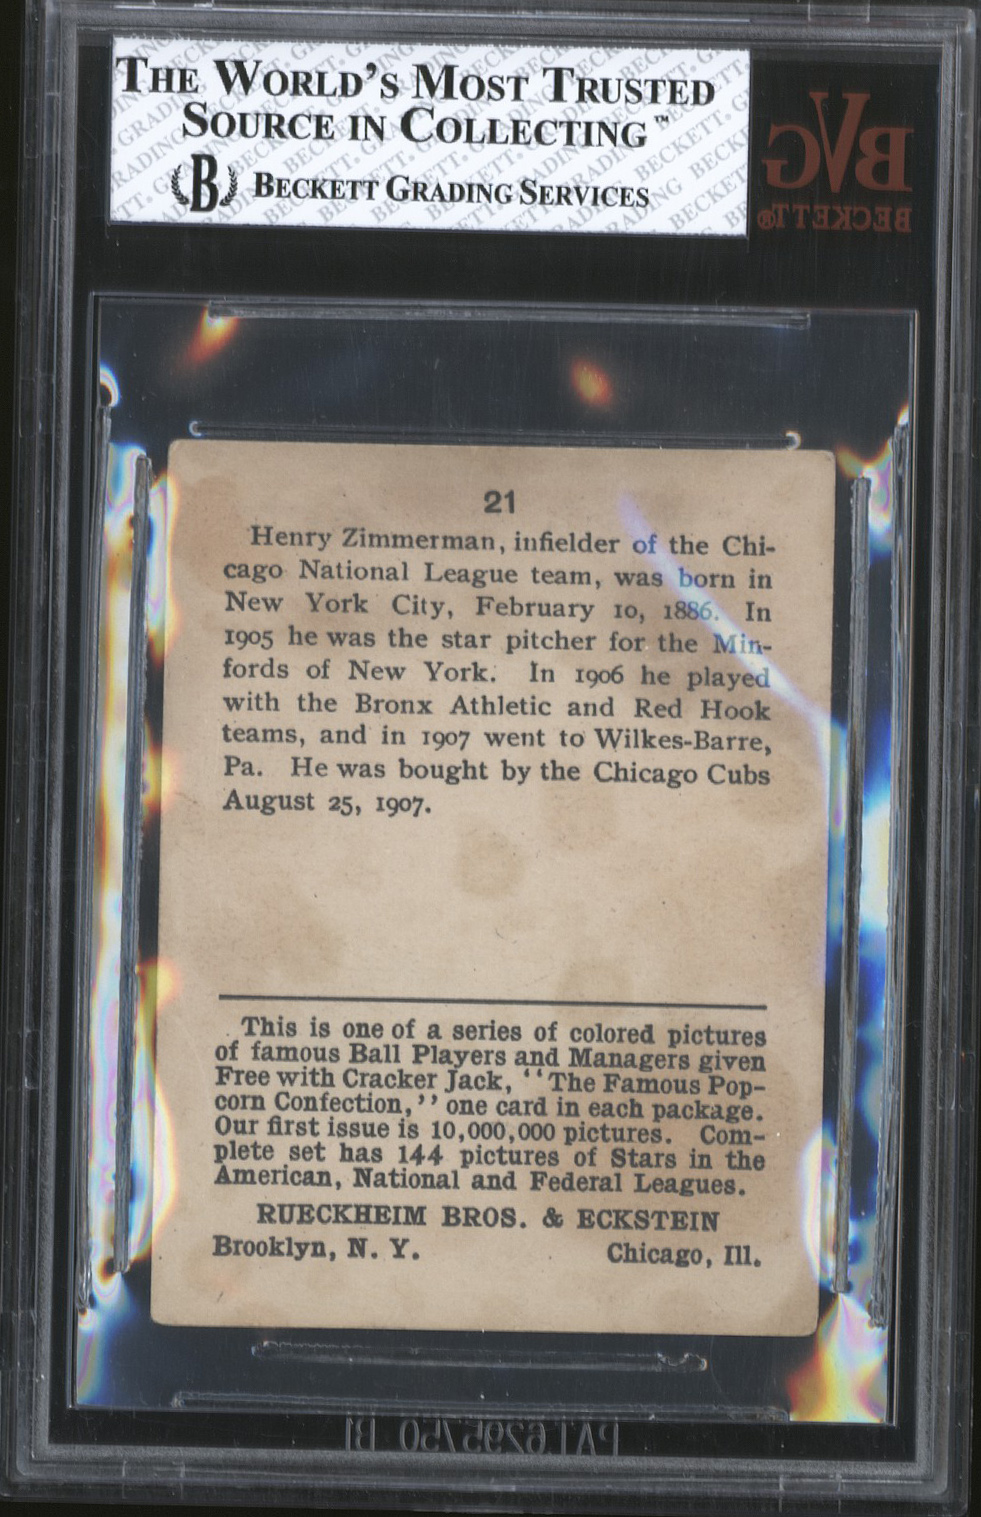 THE WORLD'S MOST TRUSTED
SOURCE IN COLLECTING™
B BECKETT GRADING SERVICES
BVG
BECKETT®
21
Henry Zimmerman, infielder of the Chi-
cago National League team, was born in
New York City, February 10, 1886. In
1905 he was the star pitcher for the Min-
fords of New York. In 1906 he played
with the Bronx Athletic and Red Hook
teams, and in 1907 went to Wilkes-Barre,
Pa. He was bought by the Chicago Cubs
August 25, 1907.
This is one of a series of colored pictures
of famous Ball Players and Managers given
Free with Cracker Jack, "The Famous Pop-
corn Confection," one card in each package.
Our first issue is 10,000,000 pictures. Com-
plete set has 144 pictures of Stars in the
American, National and Federal Leagues.
RUECKHEIM BROS. & ECKSTEIN
Brooklyn, N. Y. Chicago, Ill.